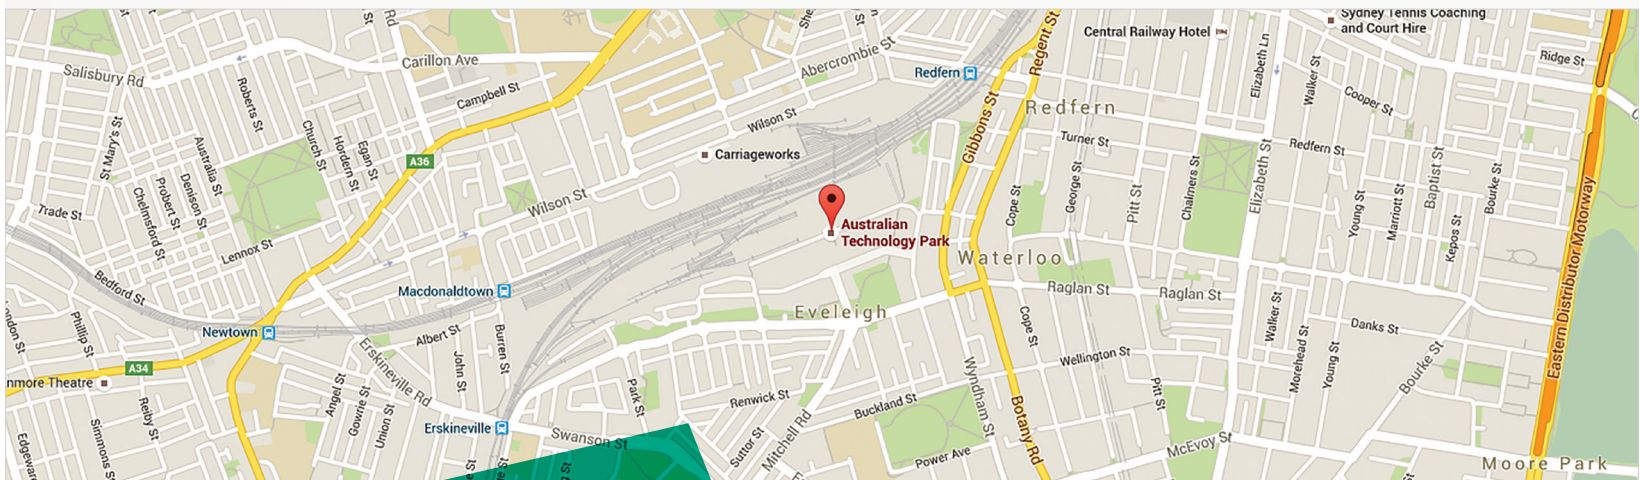 Sydney Tennis Coaching
and Court Hire
Central Railway Hotel
Ridge St
Elizabeth Ln
Walker St
Regent St
Rd
St
St
Salisbury Rd
Carillon Ave
Abercrombie St
Redfern
Cooper St
Roberts St
Campbell St
Redfern
Gibbons St
Wilson St
Turner St
Redfern St
St Mary's St
Australia St
Church St
Hordern St
Egan St
A36
Carriageworks
Chelmsford St
Probert St
Denison St
Wilson St
Cope St
George St
Pitt St
Chalmers St
Elizabeth St
Young St
Marriott St
Baptist St
Kepos St
Bourke St
Eastern Distributor Motorway
Trade St
Australian
Technology Park
Lennox St
Waterloo
Bedford St
Macdonaldtown
Raglan St
Raglan St
Phillip St
Newtown
Albert St
Burren St
Eveleigh
Cope St
Walker St
Danks St
Morehead St
Young St
Bourke St
A34
Erskineville Rd
John St
Wellington St
nmore Theatre
Angel St
Gowrie St
Union St
Park St
Renwick St
Buckland St
Wyndham St
Botany Rd
Pitt St
Reiby St
Simmons S
Edgewar
Erskineville
Swanson St
Suttor St
Mitchell Rd
Power Ave
McEvoy St
Moore Park